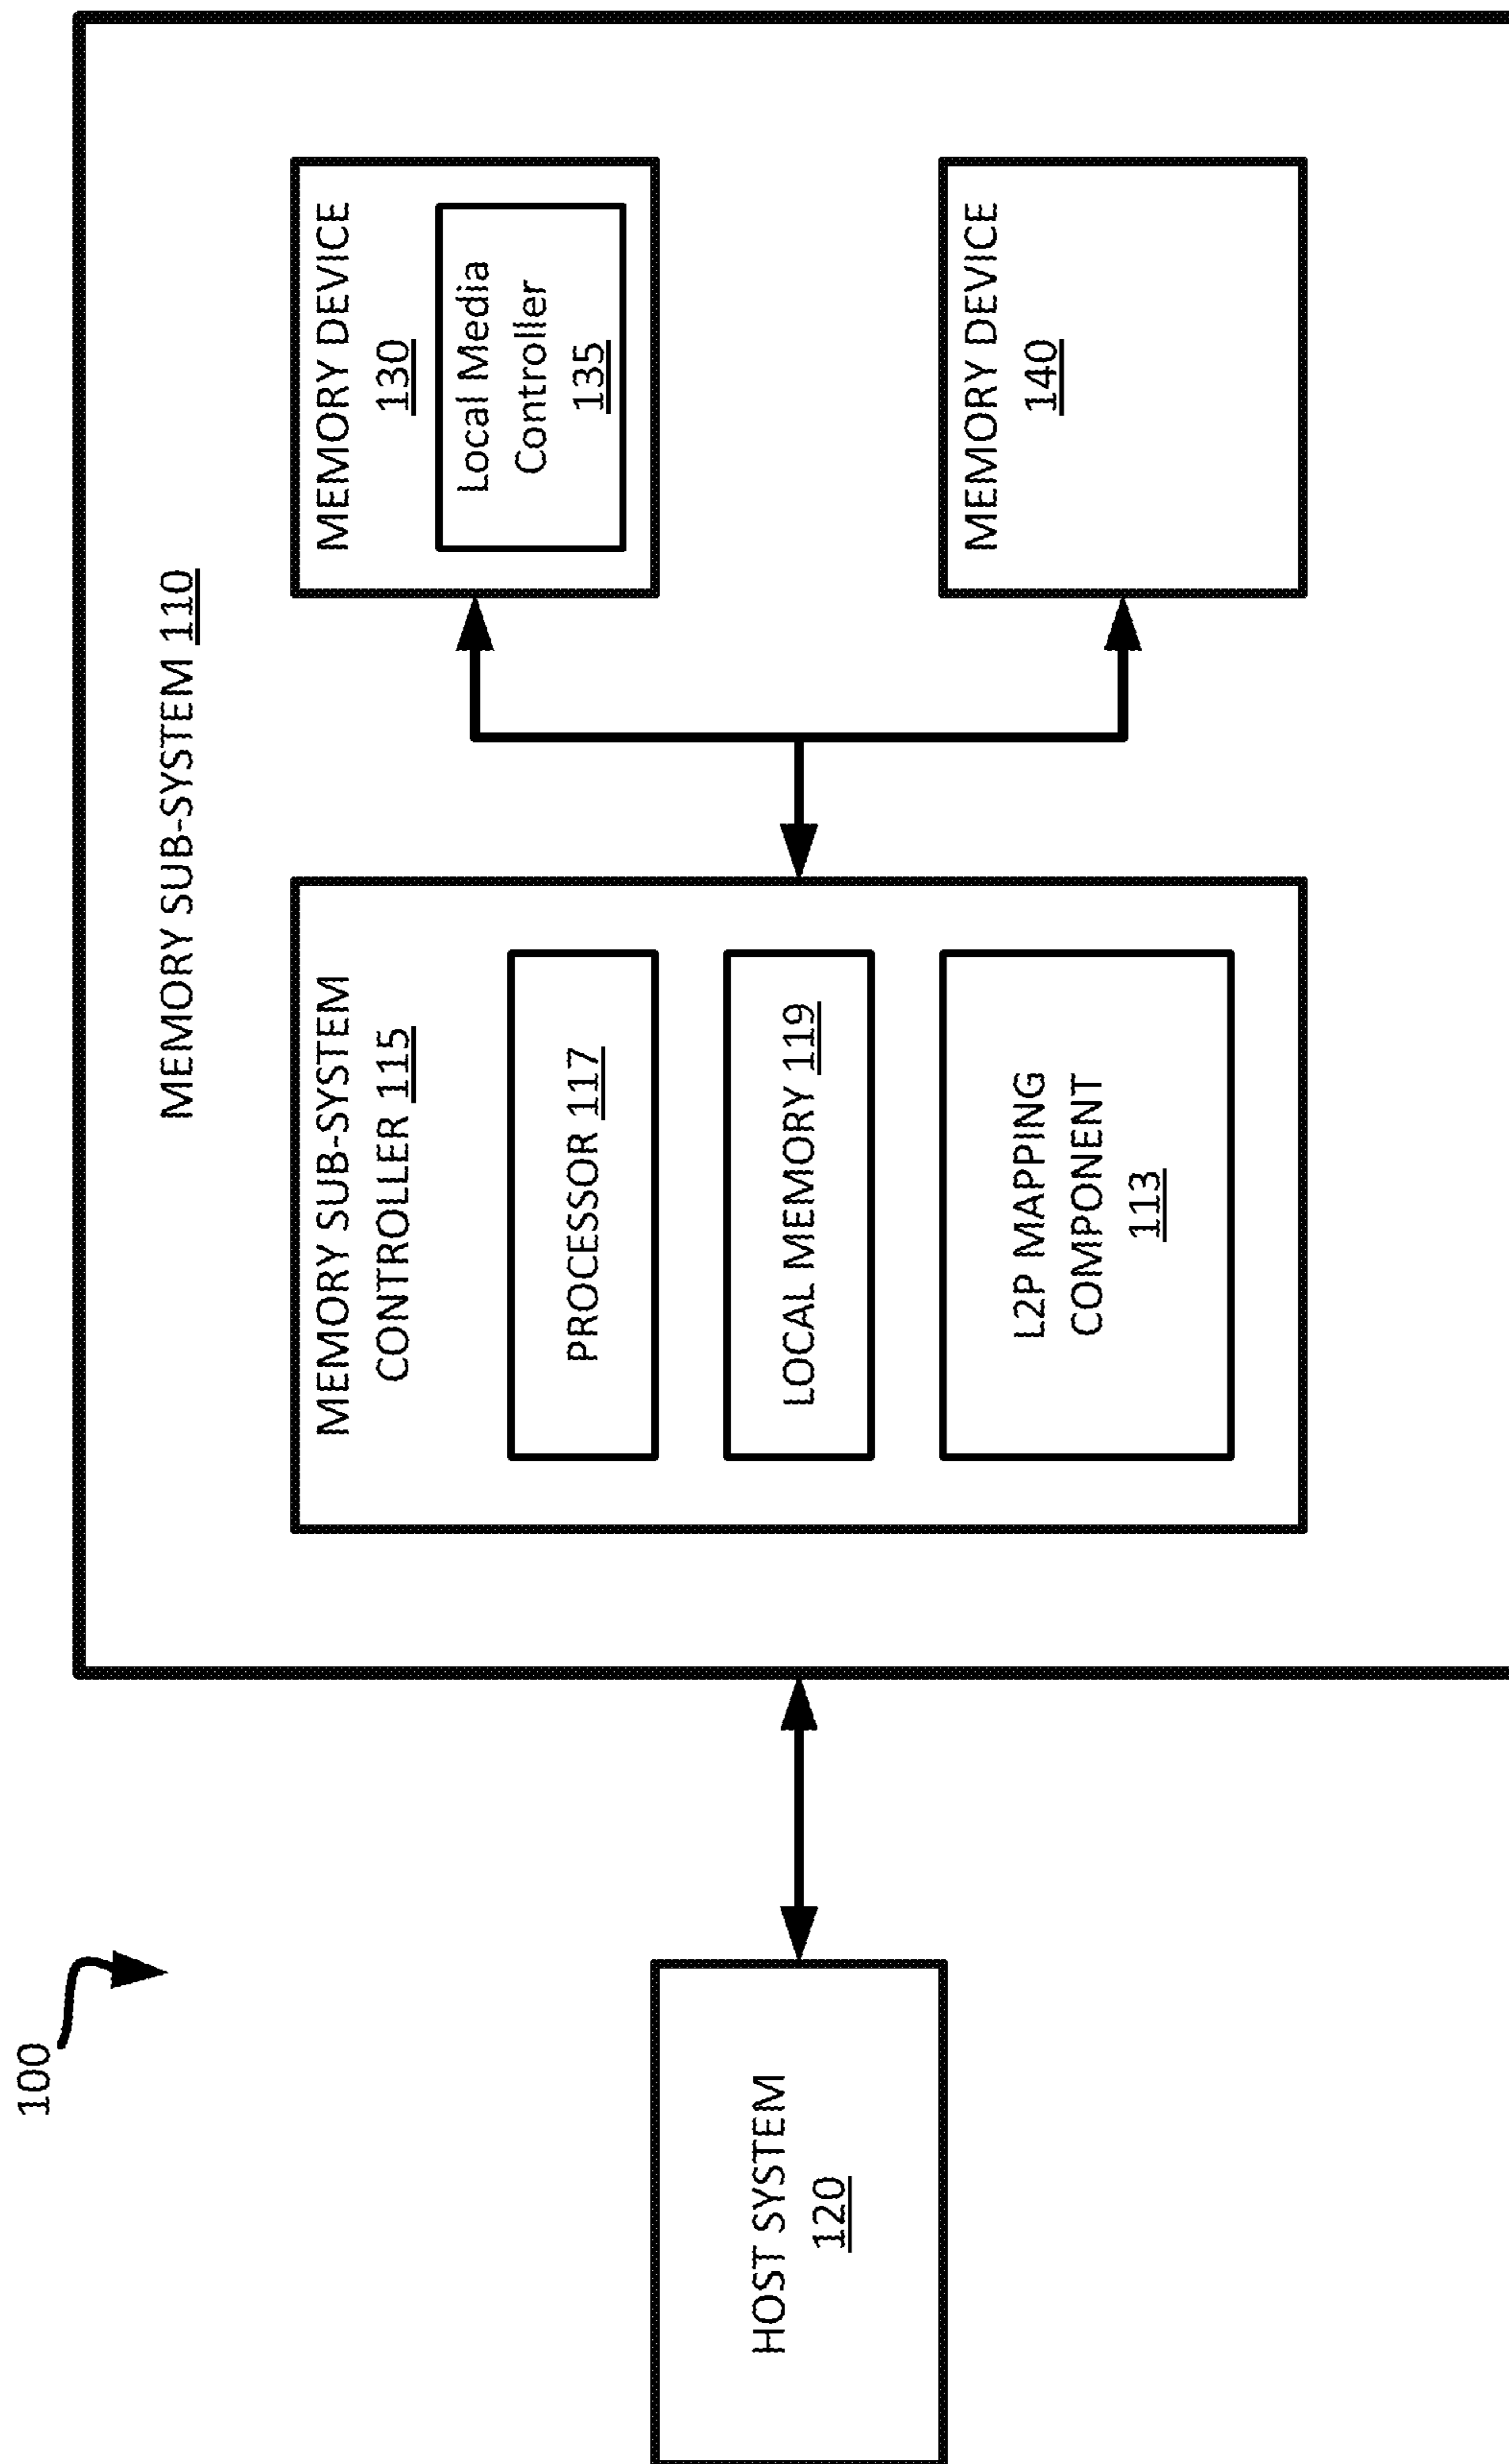 100
MEMORY SUB-SYSTEM 110
MEMORY SUB-SYSTEM
CONTROLLER 115
PROCESSOR 117
LOCAL MEMORY 119
L2P MAPPING
COMPONENT
113
MEMORY DEVICE
130
Local Media
Controller
135
MEMORY DEVICE
140
HOST SYSTEM
120